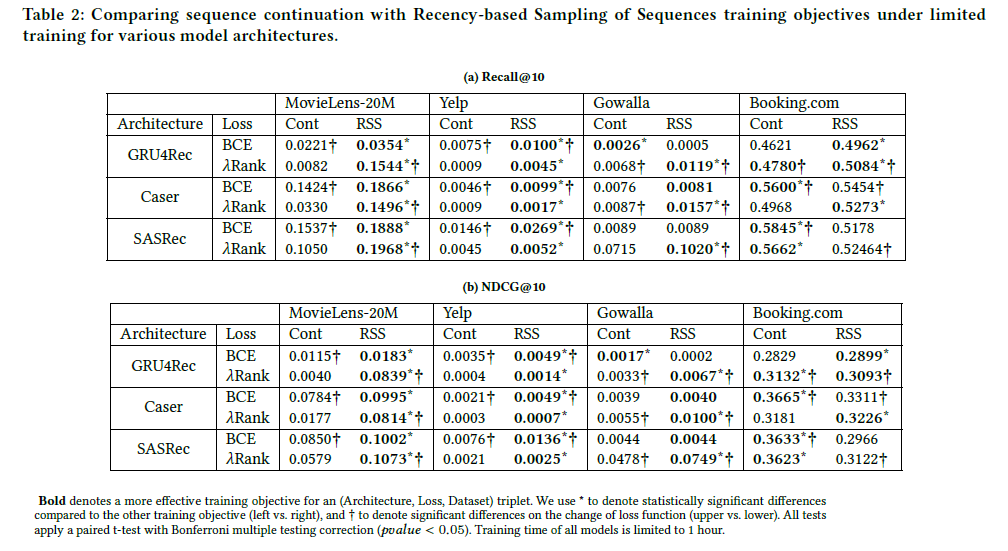 Table 2: Comparing sequence continuation with Recency-based Sampling of Sequences training objectives under limited
training for various model architectures.
(a) Recall@10
MovieLens-20M Yelp Gowalla Booking.com
Architecture Loss Cont RSS Cont RSS Cont RSS Cont RSS
GRU4Rec BCE 0.0221† 0.0354* 0.0075† 0.0100*† 0.0026* 0.0005 0.4621 0.4962*
λRank 0.0082 0.1544*† 0.0009 0.0045* 0.0068† 0.0119*† 0.4780† 0.5084*†
Caser BCE 0.1424† 0.1866* 0.0046† 0.0099*† 0.0076 0.0081 0.5600*† 0.5454†
λRank 0.0330 0.1496*† 0.0009 0.0017* 0.0087† 0.0157*† 0.4968 0.5273*
SASRec BCE 0.1537† 0.1888* 0.0146† 0.0269*† 0.0089 0.0089 0.5845*† 0.5178
λRank 0.1050 0.1968*† 0.0045 0.0052* 0.0715 0.1020*† 0.5662* 0.52464†
(b) NDCG@10
MovieLens-20M Yelp Gowalla Booking.com
Architecture Loss Cont RSS Cont RSS Cont RSS Cont RSS
GRU4Rec BCE 0.0115† 0.0183* 0.0035† 0.0049*† 0.0017* 0.0002 0.2829 0.2899*
λRank 0.0040 0.0839*† 0.0004 0.0014* 0.0033† 0.0067*† 0.3132*† 0.3093†
Caser BCE 0.0784† 0.0995* 0.0021† 0.0049*† 0.0039 0.0040 0.3665*† 0.3311†
λRank 0.0177 0.0814*† 0.0003 0.0007* 0.0055† 0.0100*† 0.3181 0.3226*
SASRec BCE 0.0850† 0.1002* 0.0076† 0.0136*† 0.0044 0.0044 0.3633*† 0.2966
λRank 0.0579 0.1073*† 0.0021 0.0025* 0.0478† 0.0749*† 0.3623* 0.3122†
Bold denotes a more effective training objective for an (Architecture, Loss, Dataset) triplet. We use * to denote statistically significant differences
compared to the other training objective (left vs. right), and † to denote significant differences on the change of loss function (upper vs. lower). All tests
apply a paired t-test with Bonferroni multiple testing correction (pvalue < 0.05). Training time of all models is limited to 1 hour.